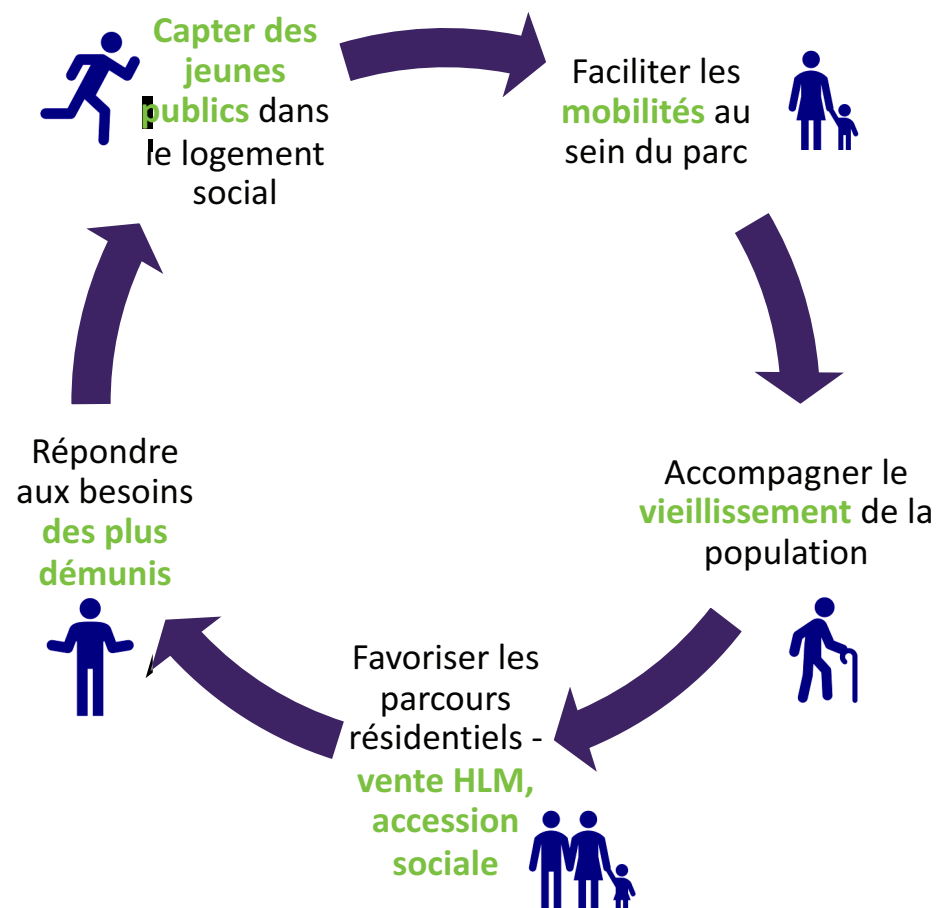 Capter des
jeunes
publics dans
le logement
social
Faciliter les
mobilités au
sein du parc
Accompagner le
vieillissement de la
population
Favoriser les
parcours
résidentiels -
vente HLM,
accession
sociale
Répondre
aux besoins
des plus
démunis